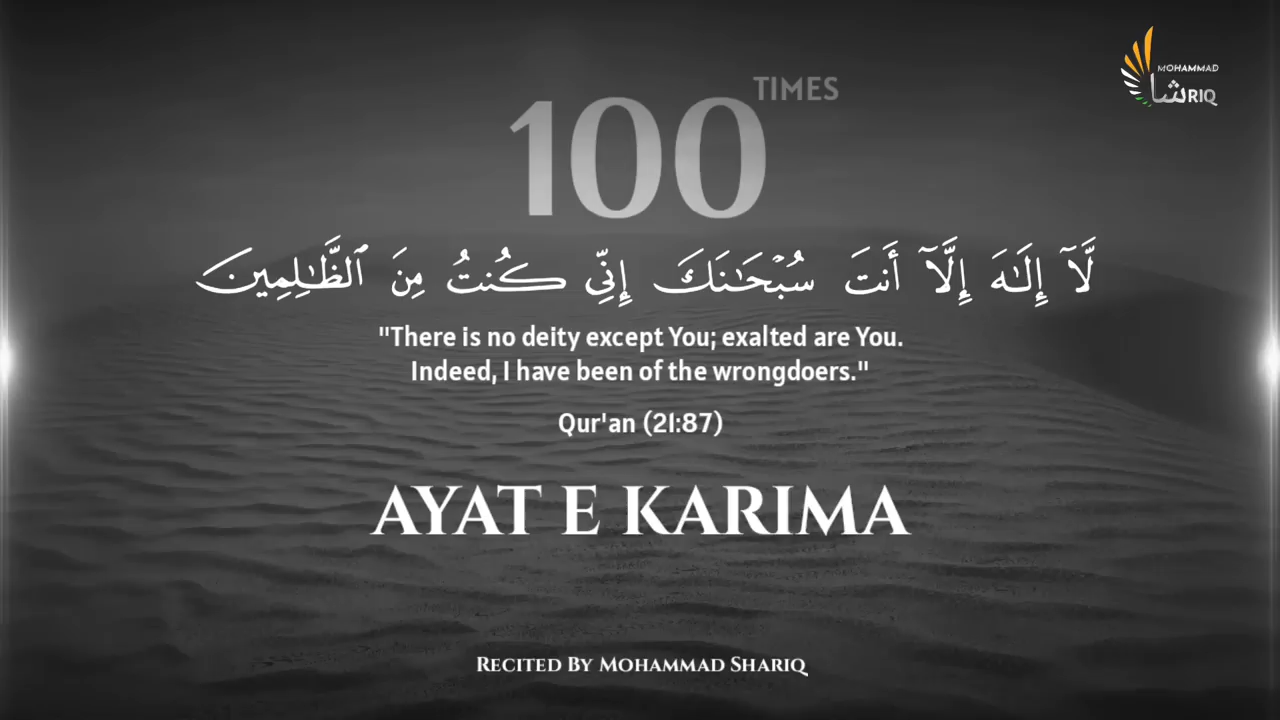 MOHAMMAD
شاRIQ
TIMES
100
لَّآ إِلَـٰهَ إِلَّآ أَنتَ سُبْحَـٰنَكَ إِنِّي كُنتُ مِنَ ٱلظَّـٰلِمِينَ
"There is no deity except You; exalted are You.
Indeed, I have been of the wrongdoers."
Qur'an (21:87)
AYAT E KARIMA
RECITED BY MOHAMMAD SHARIQ